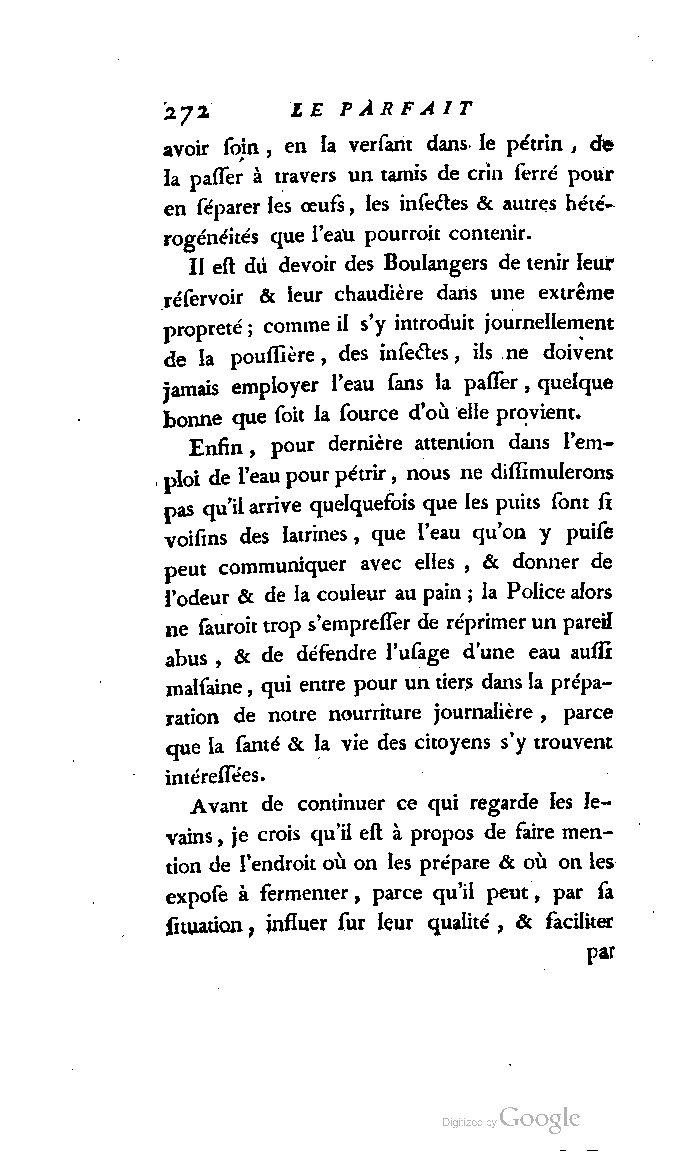 272 LE PARFAIT
avoir ſoin, en la verſant dans le pétrin, de
la paſſer à travers un tamis de crin ſerré pour
en ſéparer les œufs, les inſectes & autres hété-
rogénéités que l'eau pourroit contenir.
Il eſt du devoir des Boulangers de tenir leur
réſervoir & leur chaudière dans une extrême
propreté; comme il s'y introduit journellement
de la pouſſière, des inſectes, ils ne doivent
jamais employer l'eau ſans la paſſer, quelque
bonne que ſoit la ſource d'où elle provient.
Enfin, pour dernière attention dans l'em-
ploi de l'eau pour pétrir, nous ne diſſimulerons
pas qu'il arrive quelquefois que les puits ſont ſi
voiſins des latrines, que l'eau qu'on y puiſe
peut communiquer avec elles, & donner de
l'odeur & de la couleur au pain; la Police alors
ne ſauroit trop s'empreſſer de réprimer un pareil
abus, & de défendre l'uſage d'une eau auſſi
malſaine, qui entre pour un tiers dans la prépa-
ration de notre nourriture journalière, parce
que la ſanté & la vie des citoyens s'y trouvent
intéreſſées.
Avant de continuer ce qui regarde les le-
vains, je crois qu'il eſt à propos de faire men-
tion de l'endroit où on les prépare & où on les
expoſe à fermenter, parce qu'il peut, par ſa
ſituation, influer ſur leur qualité, & faciliter
par
Digitized by Google